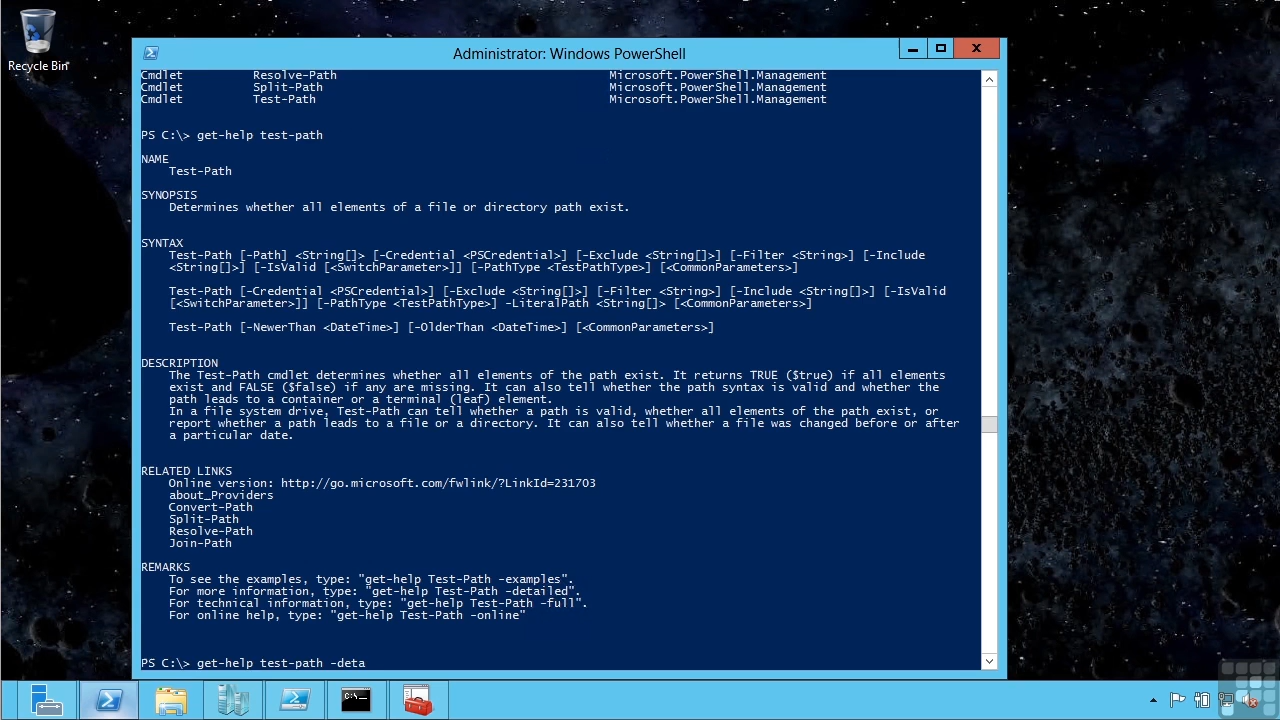 Recycle Bin
Administrator: Windows PowerShell
Cmdlet Resolve-Path Microsoft.PowerShell.Management
Cmdlet Split-Path Microsoft.PowerShell.Management
Cmdlet Test-Path Microsoft.PowerShell.Management
PS C:\> get-help test-path
NAME
Test-Path
SYNOPSIS
Determines whether all elements of a file or directory path exist.
SYNTAX
Test-Path [-Path] <String[]> [-Credential <PSCredential>] [-Exclude <String[]>] [-Filter <String>] [-Include
<String[]>] [-IsValid [<SwitchParameter>]] [-PathType <TestPathType>] [<CommonParameters>]
Test-Path [-Credential <PSCredential>] [-Exclude <String[]>] [-Filter <String>] [-Include <String[]>] [-IsValid
[<SwitchParameter>]] [-PathType <TestPathType>] -LiteralPath <String[]> [<CommonParameters>]
Test-Path [-NewerThan <DateTime>] [-OlderThan <DateTime>] [<CommonParameters>]
DESCRIPTION
The Test-Path cmdlet determines whether all elements of the path exist. It returns TRUE ($true) if all elements
exist and FALSE ($false) if any are missing. It can also tell whether the path syntax is valid and whether the
path leads to a container or a terminal (leaf) element.
In a file system drive, Test-Path can tell whether a path is valid, whether all elements of the path exist, or
report whether a path leads to a file or a directory. It can also tell whether a file was changed before or after
a particular date.
RELATED LINKS
Online version: http://go.microsoft.com/fwlink/?LinkId=231703
about_Providers
Convert-Path
Split-Path
Resolve-Path
Join-Path
REMARKS
To see the examples, type: "get-help Test-Path -examples".
For more information, type: "get-help Test-Path -detailed".
For technical information, type: "get-help Test-Path -full".
For online help, type: "get-help Test-Path -online"
PS C:\> get-help test-path -deta
C:\_